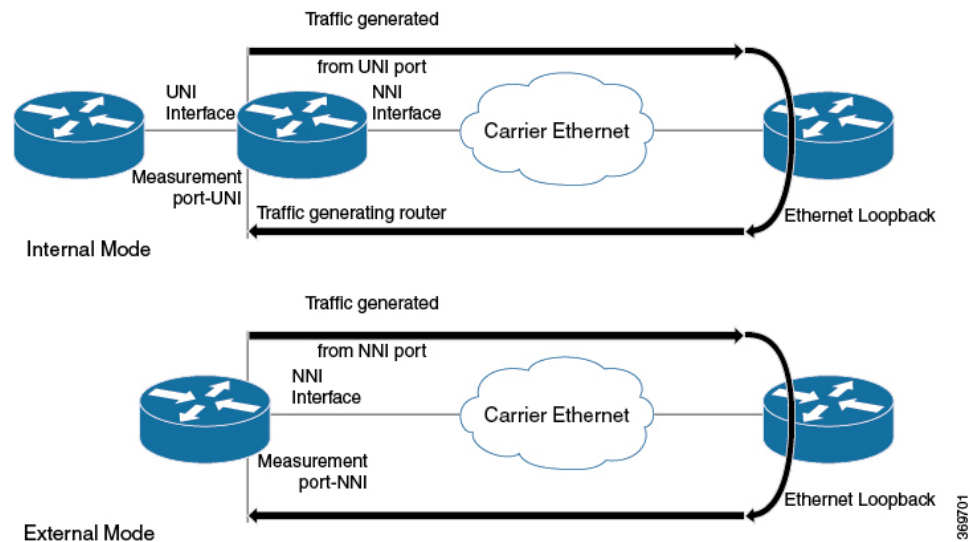 Traffic generated
from UNI port
UNI
Interface
NNI
Interface
Carrier Ethernet
Measurement
port-UNI
Traffic generating router
Ethernet Loopback
Internal Mode
Traffic generated
from NNI port
NNI
Interface
Carrier Ethernet
Measurement
port-NNI
Ethernet Loopback
External Mode
369701